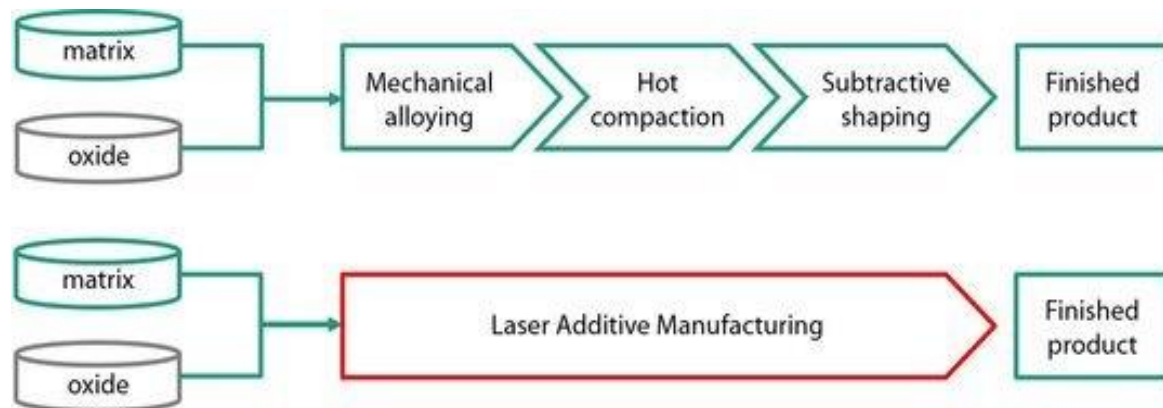 matrix
oxide
Mechanical
alloying
Hot
compaction
Subtractive
shaping
Finished
product
matrix
oxide
Laser Additive Manufacturing
Finished
product